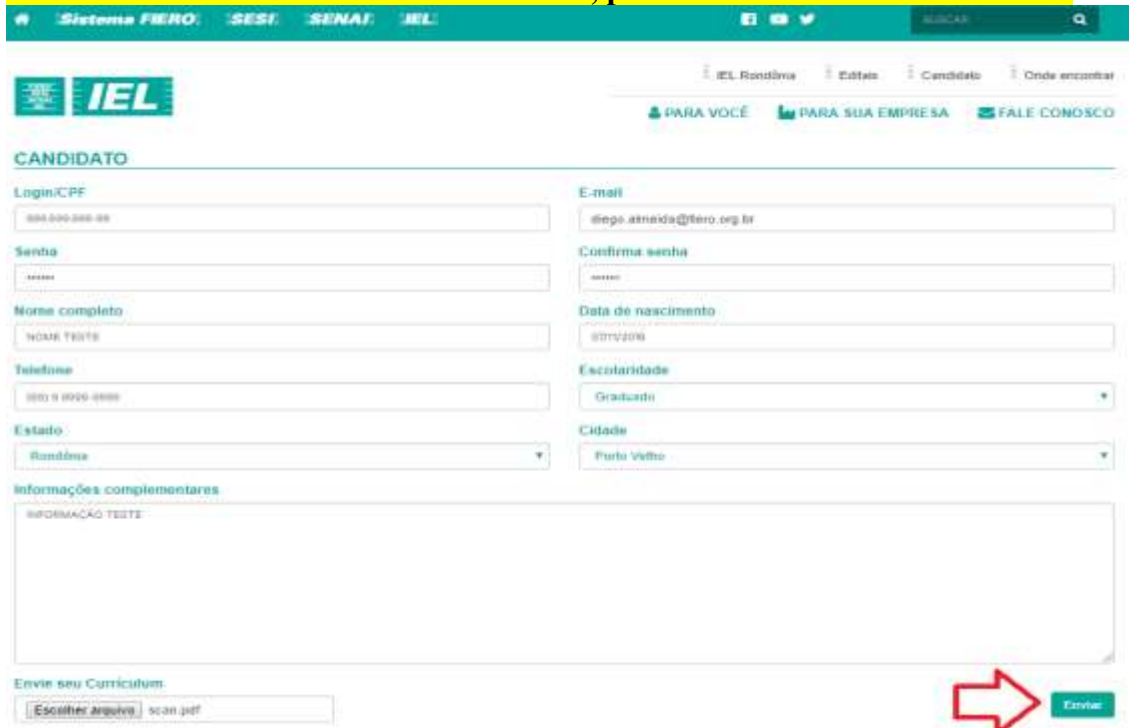 Sistema FIERO SESI SENAI IEL BUSCAR
IEL
IEL Rondônia Editais Candidato Onde encontrar
PARA VOCÊ PARA SUA EMPRESA FALE CONOSCO
CANDIDATO
Login/CPF E-mail
diego.almeida@fiero.org.br
Senha Confirma senha
Nome completo Data de nascimento
NOME TESTE
Telefone Escolaridade
Graduado
Estado Cidade
Rondônia Porto Velho
Informações complementares
INFORMAÇÃO TESTE
Envie seu Curriculum
Escolher arquivo scan.pdf
Enviar